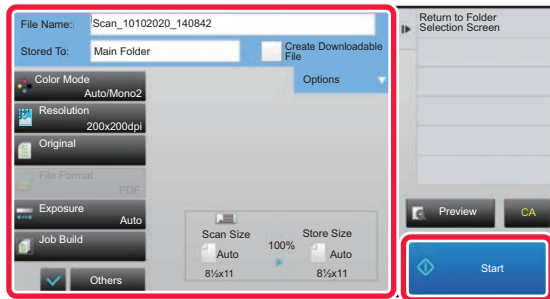 File Name:
Scan_10102020_140842
Stored To:
Main Folder
Create Downloadable
File
Options
Color Mode
Auto/Mono2
Resolution
200x200dpi
Original
File Format
PDF
Exposure
Auto
Job Build
Others
Scan Size
Auto
8½x11
100%
Store Size
Auto
8½x11
Return to Folder
Selection Screen
Preview
CA
Start